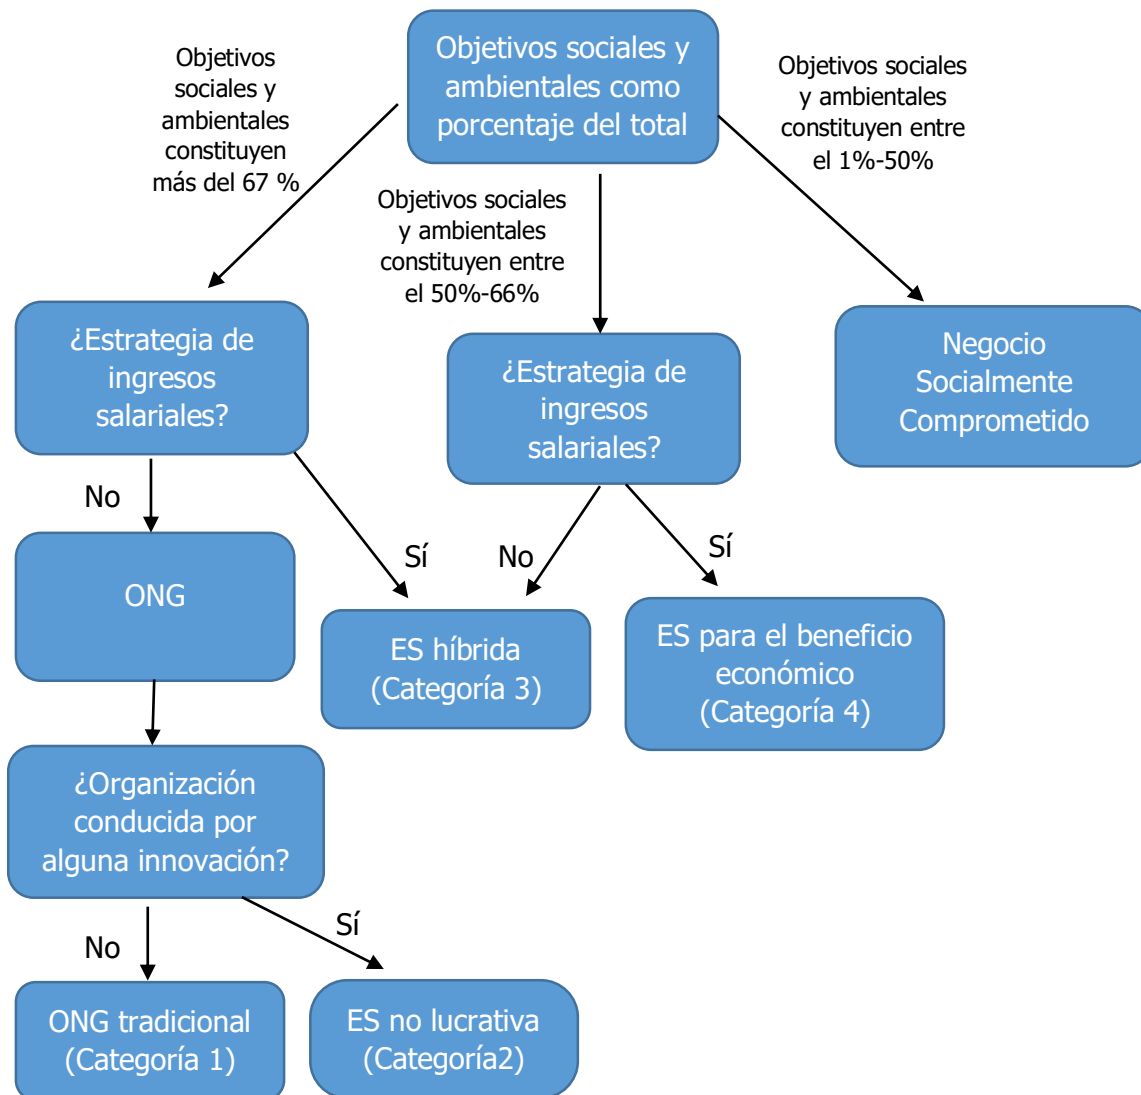 Objetivos sociales y
ambientales como
porcentaje del total
Objetivos
sociales y
ambientales
constituyen
más del 67 %
Objetivos sociales
y ambientales
constituyen entre
el 50%-66%
Objetivos sociales
y ambientales
constituyen entre
el 1%-50%
¿Estrategia de
ingresos
salariales?
¿Estrategia de
ingresos
salariales?
Negocio
Socialmente
Comprometido
No
Sí
No
Sí
ONG
ES híbrida
(Categoría 3)
ES para el beneficio
económico
(Categoría 4)
¿Organización
conducida por
alguna innovación?
No
Sí
ONG tradicional
(Categoría 1)
ES no lucrativa
(Categoría2)